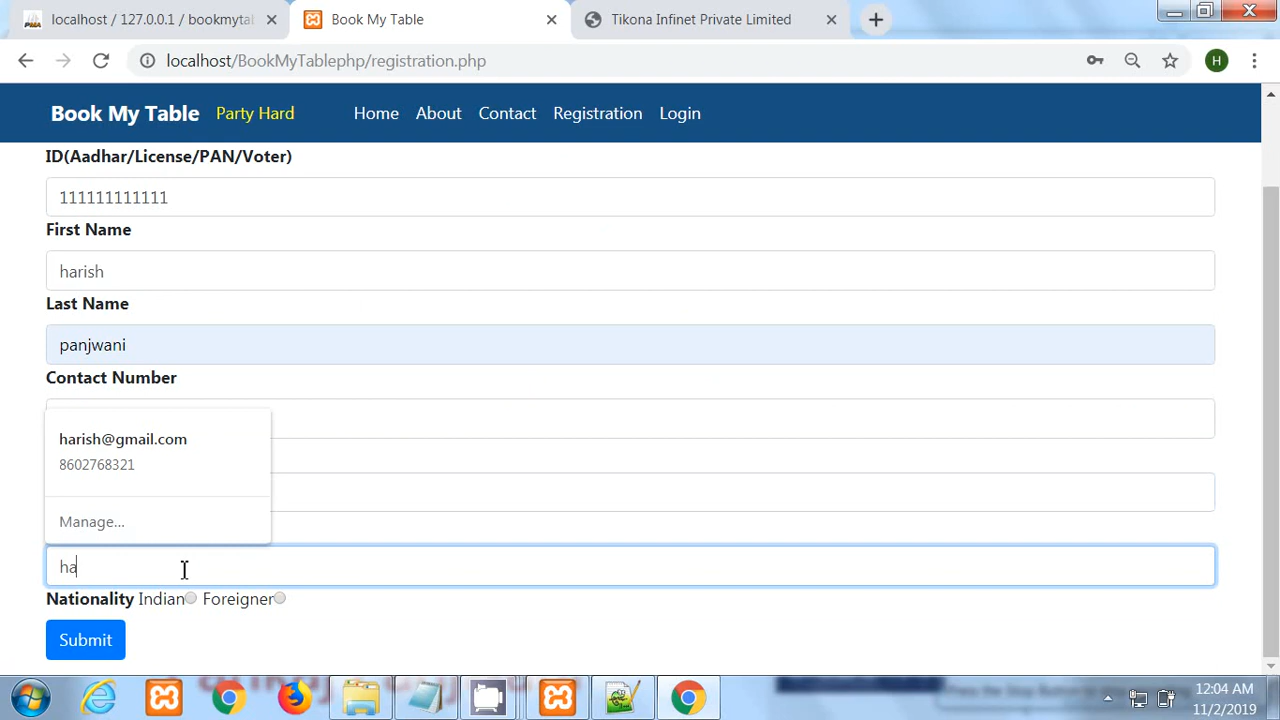 localhost / 127.0.0.1 / bookmytab
Book My Table
Tikona Infinet Private Limited
localhost/BookMyTablephp/registration.php
H
Book My Table Party Hard Home About Contact Registration Login
ID(Aadhar/License/PAN/Voter)
111111111111
First Name
harish
Last Name
panjwani
Contact Number
harish@gmail.com
8602768321
Manage...
ha
Nationality Indian Foreigner
Submit
12:04 AM
11/2/2019